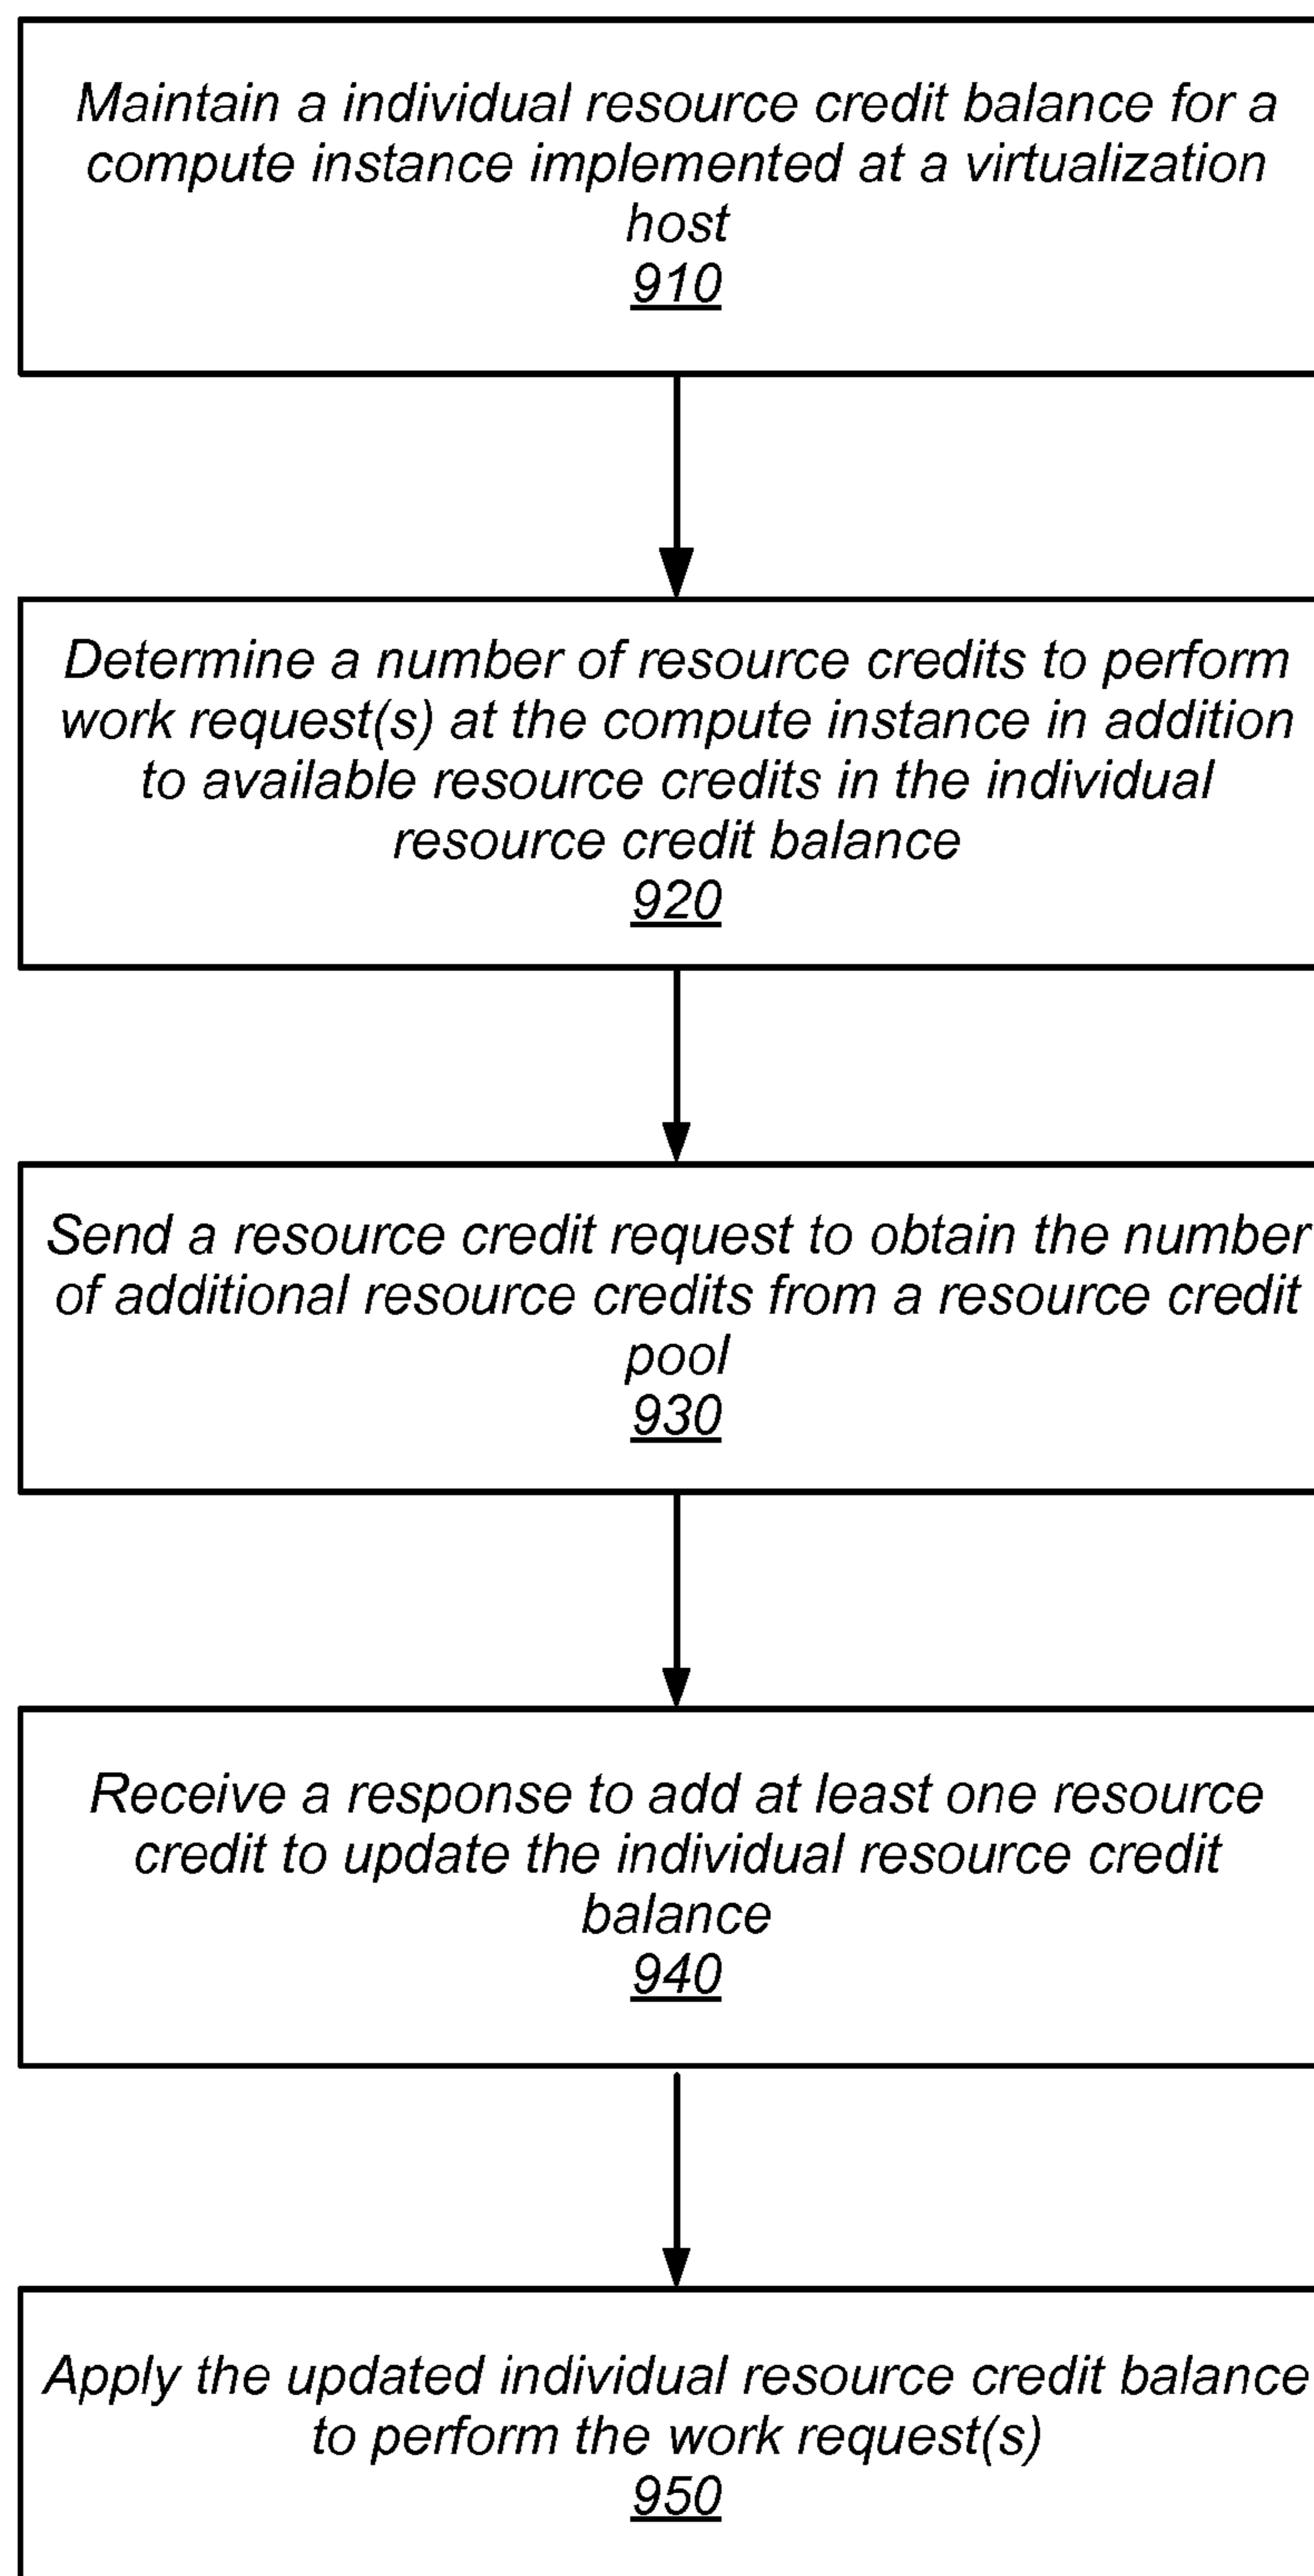 Maintain a individual resource credit balance for a
compute instance implemented at a virtualization
host
910
Determine a number of resource credits to perform
work request(s) at the compute instance in addition
to available resource credits in the individual
resource credit balance
920
Send a resource credit request to obtain the number
of additional resource credits from a resource credit
pool
930
Receive a response to add at least one resource
credit to update the individual resource credit
balance
940
Apply the updated individual resource credit balance
to perform the work request(s)
950